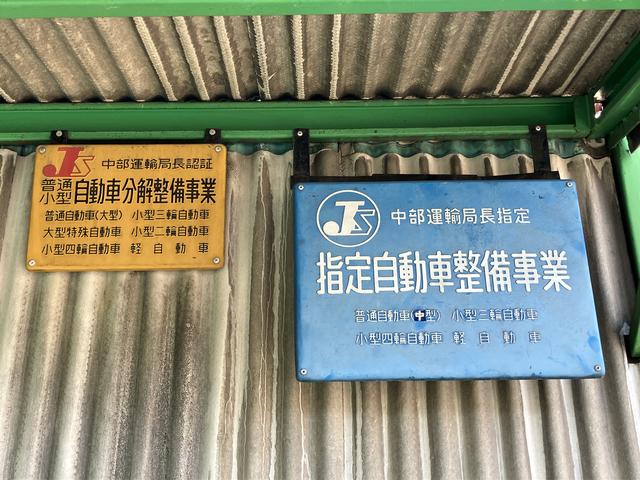 JS 中部運輸局長認証
普通小型 自動車分解整備事業
普通自動車(大型) 小型三輪自動車
大型特殊自動車 小型二輪自動車
小型四輪自動車 軽自動車
JS 中部運輸局長指定
指定自動車整備事業
普通自動車(中型) 小型三輪自動車
小型四輪自動車 軽自動車